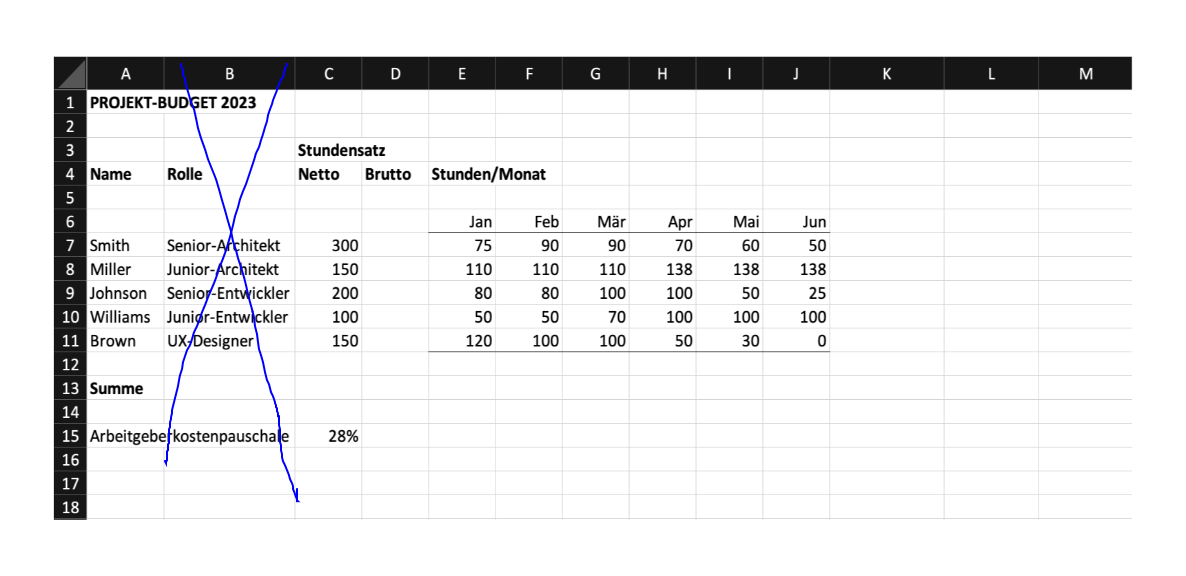 A B C D E F G H I J K L M
1 PROJEKT-BUDGET 2023
2
3 Stundensatz
4 Name Rolle Netto Brutto Stunden/Monat
5
6 Jan Feb Mär Apr Mai Jun
7 Smith Senior-Architekt 300 75 90 90 70 60 50
8 Miller Junior-Architekt 150 110 110 110 138 138 138
9 Johnson Senior-Entwickler 200 80 80 100 100 50 25
10 Williams Junior-Entwickler 100 50 50 70 100 100 100
11 Brown UX-Designer 150 120 100 100 50 30 0
12
13 Summe
14
15 Arbeitgeberkostenpauschale 28%
16
17
18